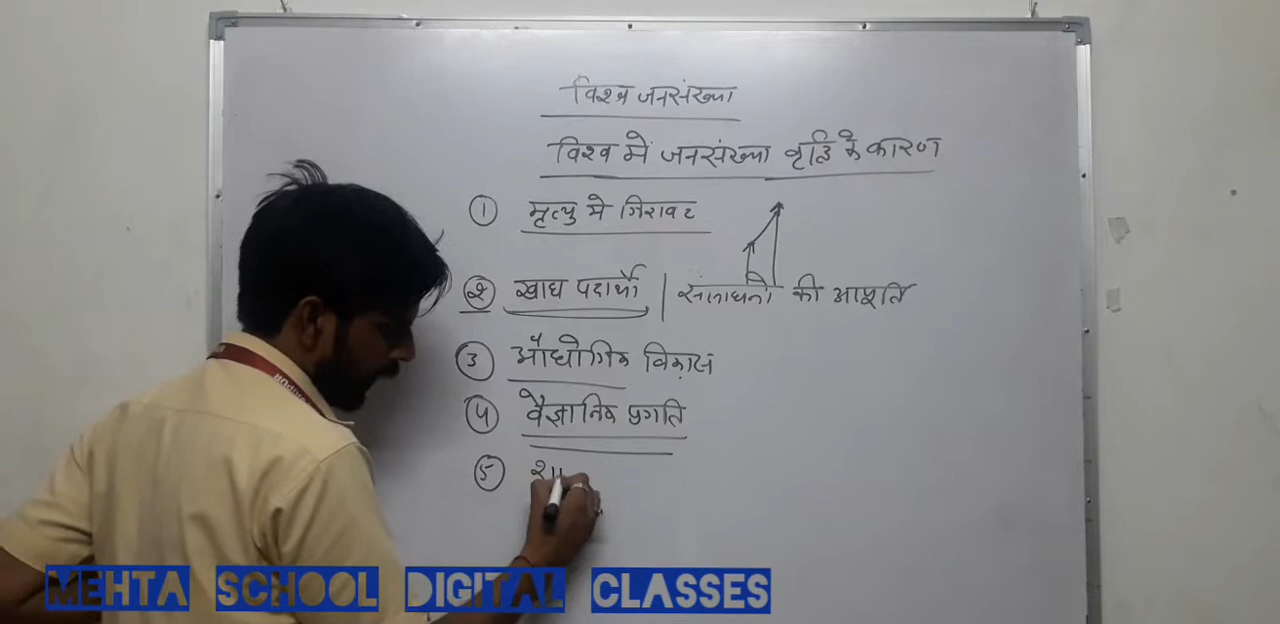 विश्व जनसंख्या
विश्व में जनसंख्या वृद्धि के कारण
① मृत्यु मे गिरावट
② खाद्य पदार्थो | संसाधनो की आपूर्ति
③ औद्योगिक विकास
④ वैज्ञानिक प्रगति
⑤
MEHTA SCHOOL DIGITAL CLASSES